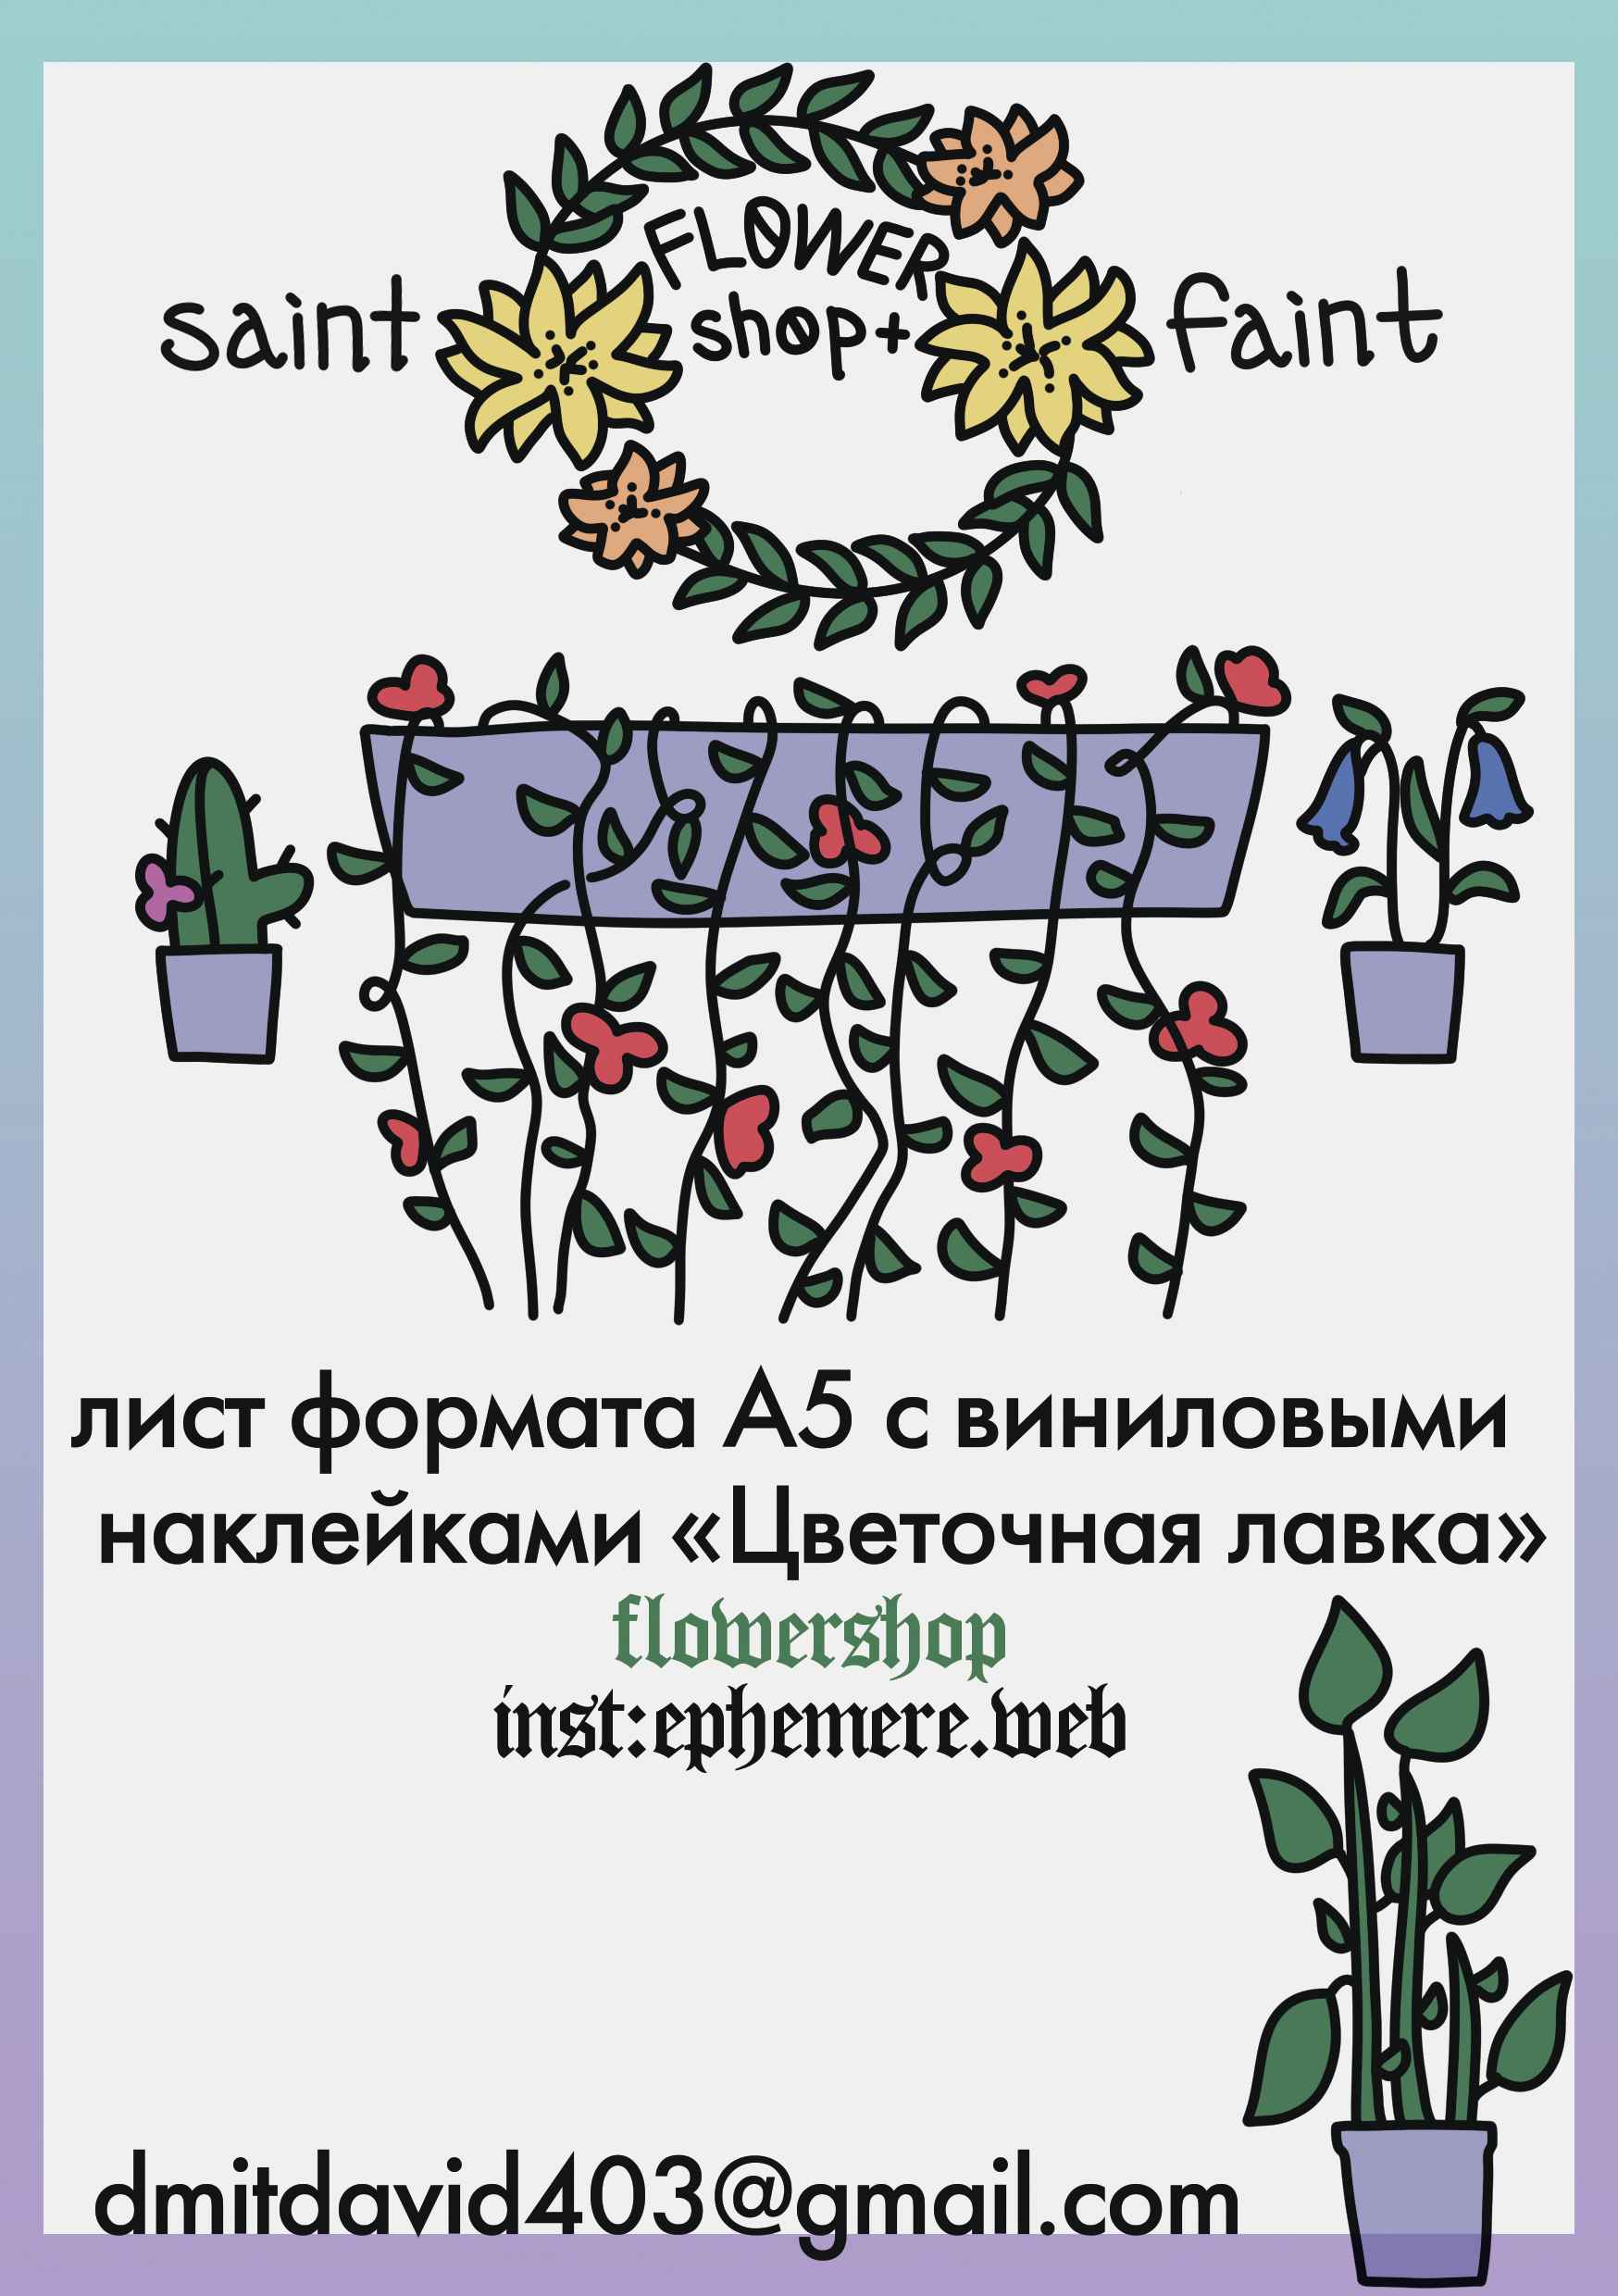 FLOWER
saint shop+ faint
лист формата А5 с виниловыми
наклейками «Цветочная лавка»
flowershop
inst:ephemere.web
dmitdavid403@gmail.com